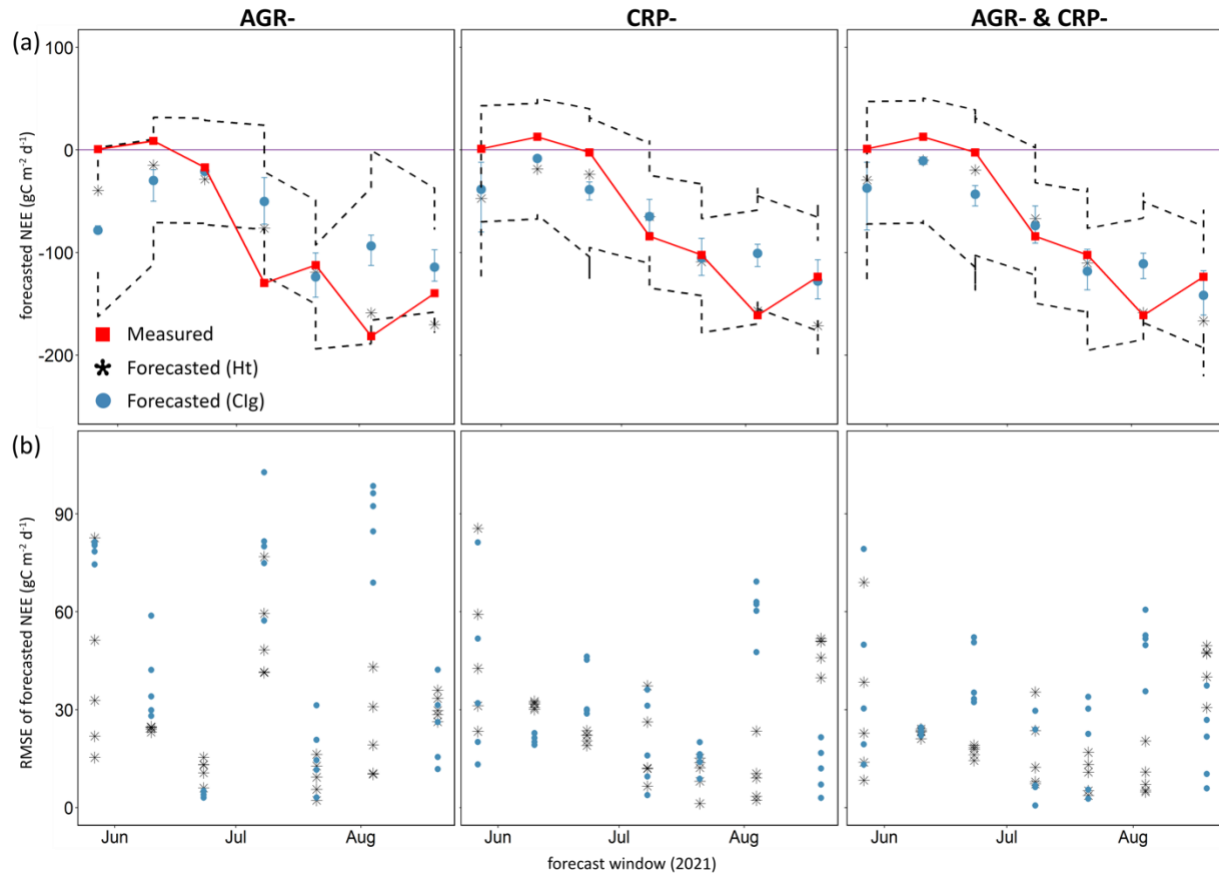 AGR- CRP- AGR- & CRP-
(a)
100
0
-100
-200
forecasted NEE (gC m⁻² d⁻¹)
Measured
Forecasted (Ht)
Forecasted (CIg)
(b)
90
60
30
0
RMSE of forecasted NEE (gC m⁻² d⁻¹)
Jun Jul Aug Jun Jul Aug Jun Jul Aug
forecast window (2021)